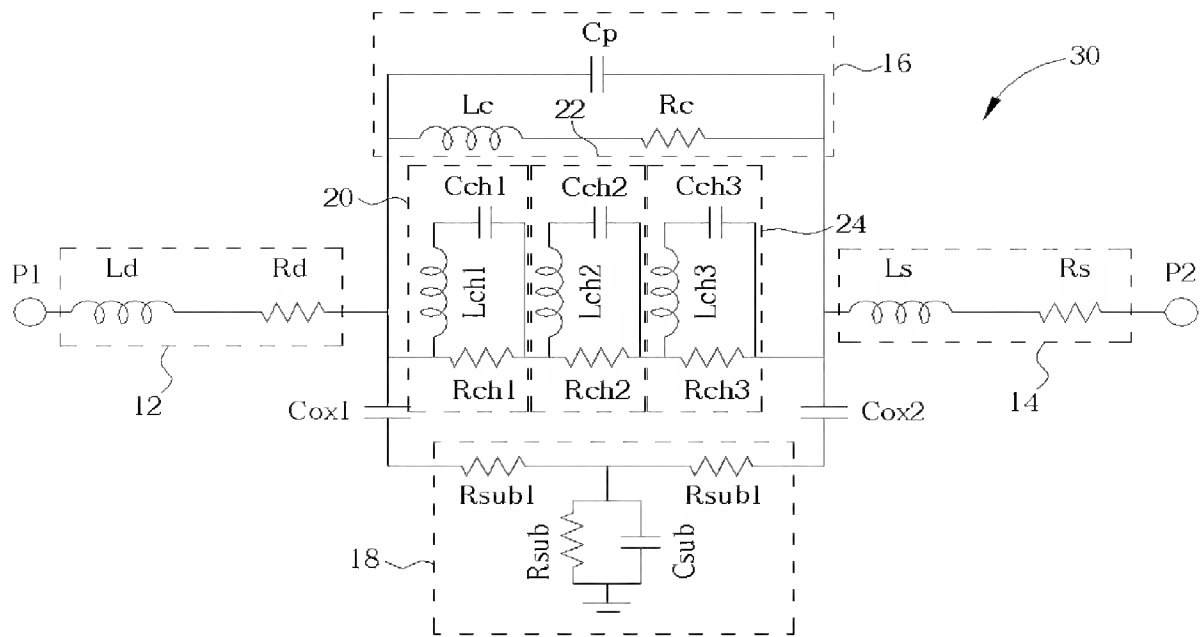 Cp
16
30
Lc
22
Rc
20
Cch1
Cch2
Cch3
24
P1
Ld
Rd
Lch1
Lch2
Lch3
Ls
Rs
P2
12
Rch1
Rch2
Rch3
14
Cox1
Cox2
Rsub1
Rsub1
18
Rsub
Csub